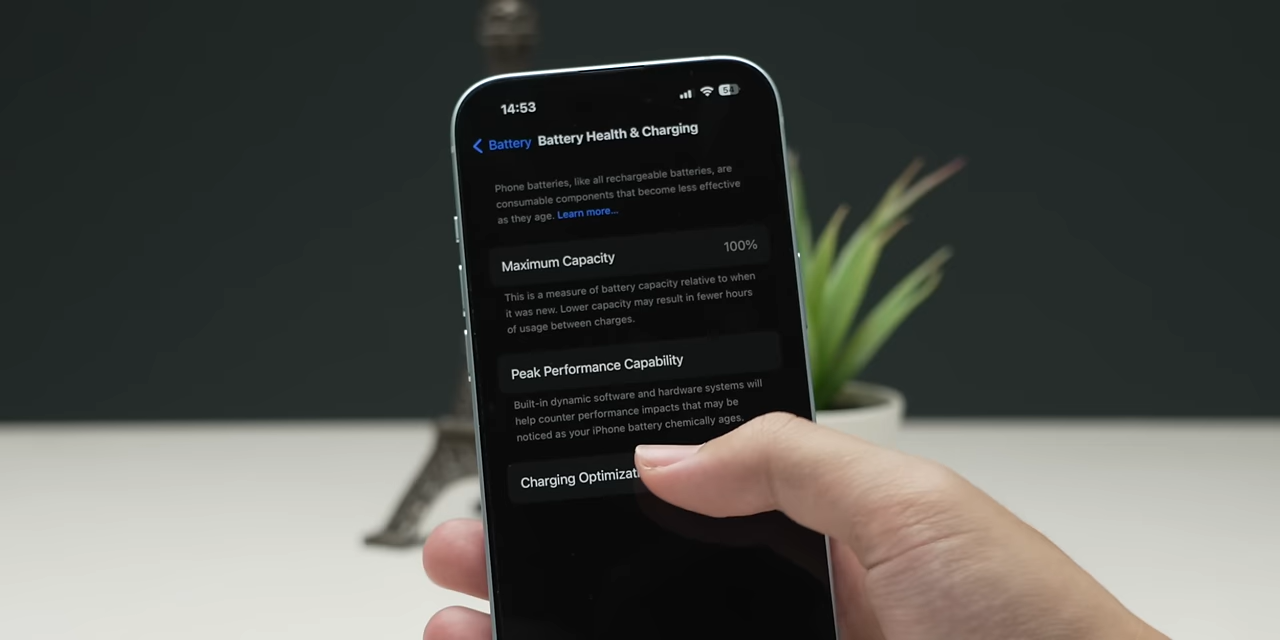 14:53 54
Battery Battery Health & Charging
Phone batteries, like all rechargeable batteries, are
consumable components that become less effective
as they age. Learn more...
Maximum Capacity 100%
This is a measure of battery capacity relative to when
it was new. Lower capacity may result in fewer hours
of usage between charges.
Peak Performance Capability
Built-in dynamic software and hardware systems will
help counter performance impacts that may be
noticed as your iPhone battery chemically ages.
Charging Optimizati